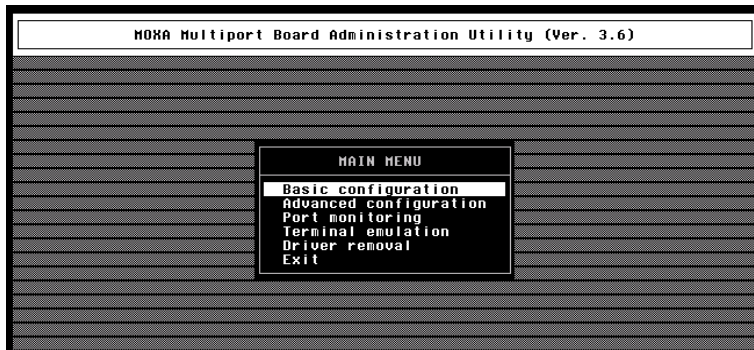 MOXA Multiport Board Administration Utility (Ver. 3.6)
MAIN MENU
Basic configuration
Advanced configuration
Port monitoring
Terminal emulation
Driver removal
Exit